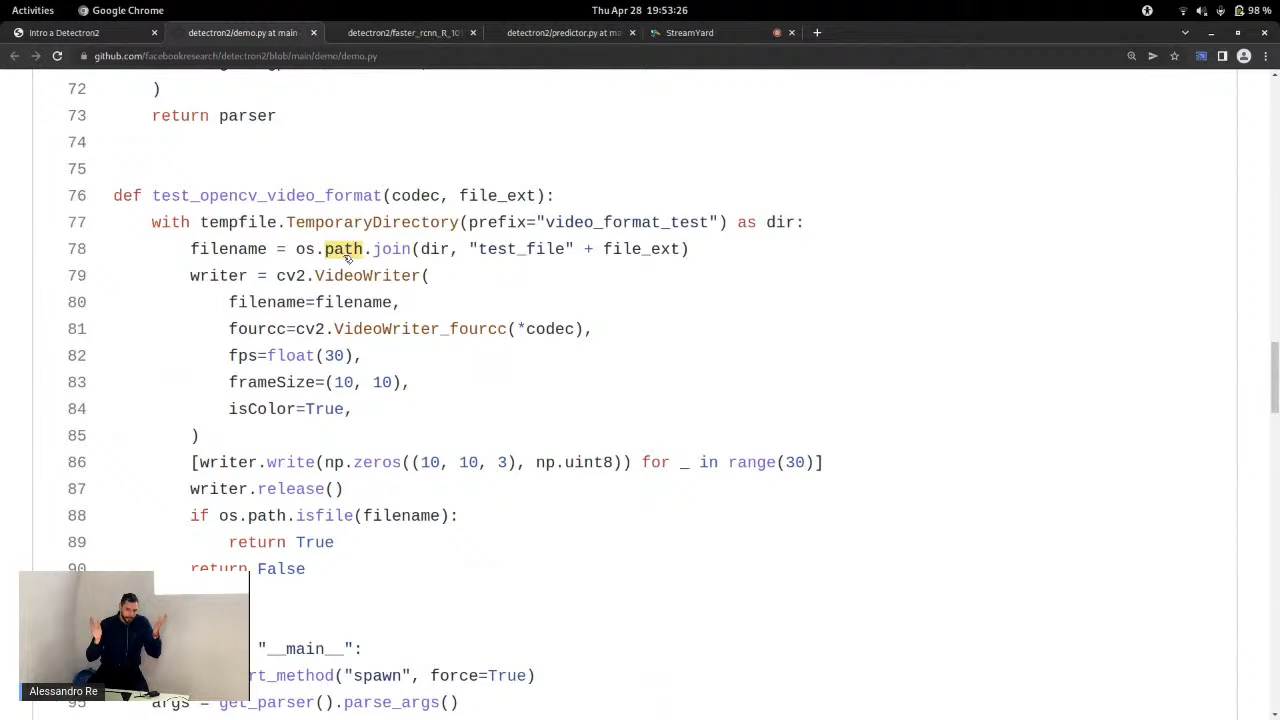 Activities Google Chrome Thu Apr 28 19:53:26 98 %
Intro a Detectron2 detectron2/demo.py at main detectron2/faster_rcnn_R_101 detectron2/predictor.py at ma StreamYard
github.com/facebookresearch/detectron2/blob/main/demo/demo.py
72 )
73 return parser
74
75
76 def test_opencv_video_format(codec, file_ext):
77 with tempfile.TemporaryDirectory(prefix="video_format_test") as dir:
78 filename = os.path.join(dir, "test_file" + file_ext)
79 writer = cv2.VideoWriter(
80 filename=filename,
81 fourcc=cv2.VideoWriter_fourcc(*codec),
82 fps=float(30),
83 frameSize=(10, 10),
84 isColor=True,
85 )
86 [writer.write(np.zeros((10, 10, 3), np.uint8)) for _ in range(30)]
87 writer.release()
88 if os.path.isfile(filename):
89 return True
90 return False
"__main__":
rt_method("spawn", force=True)
95 args = get_parser().parse_args()
Alessandro Re